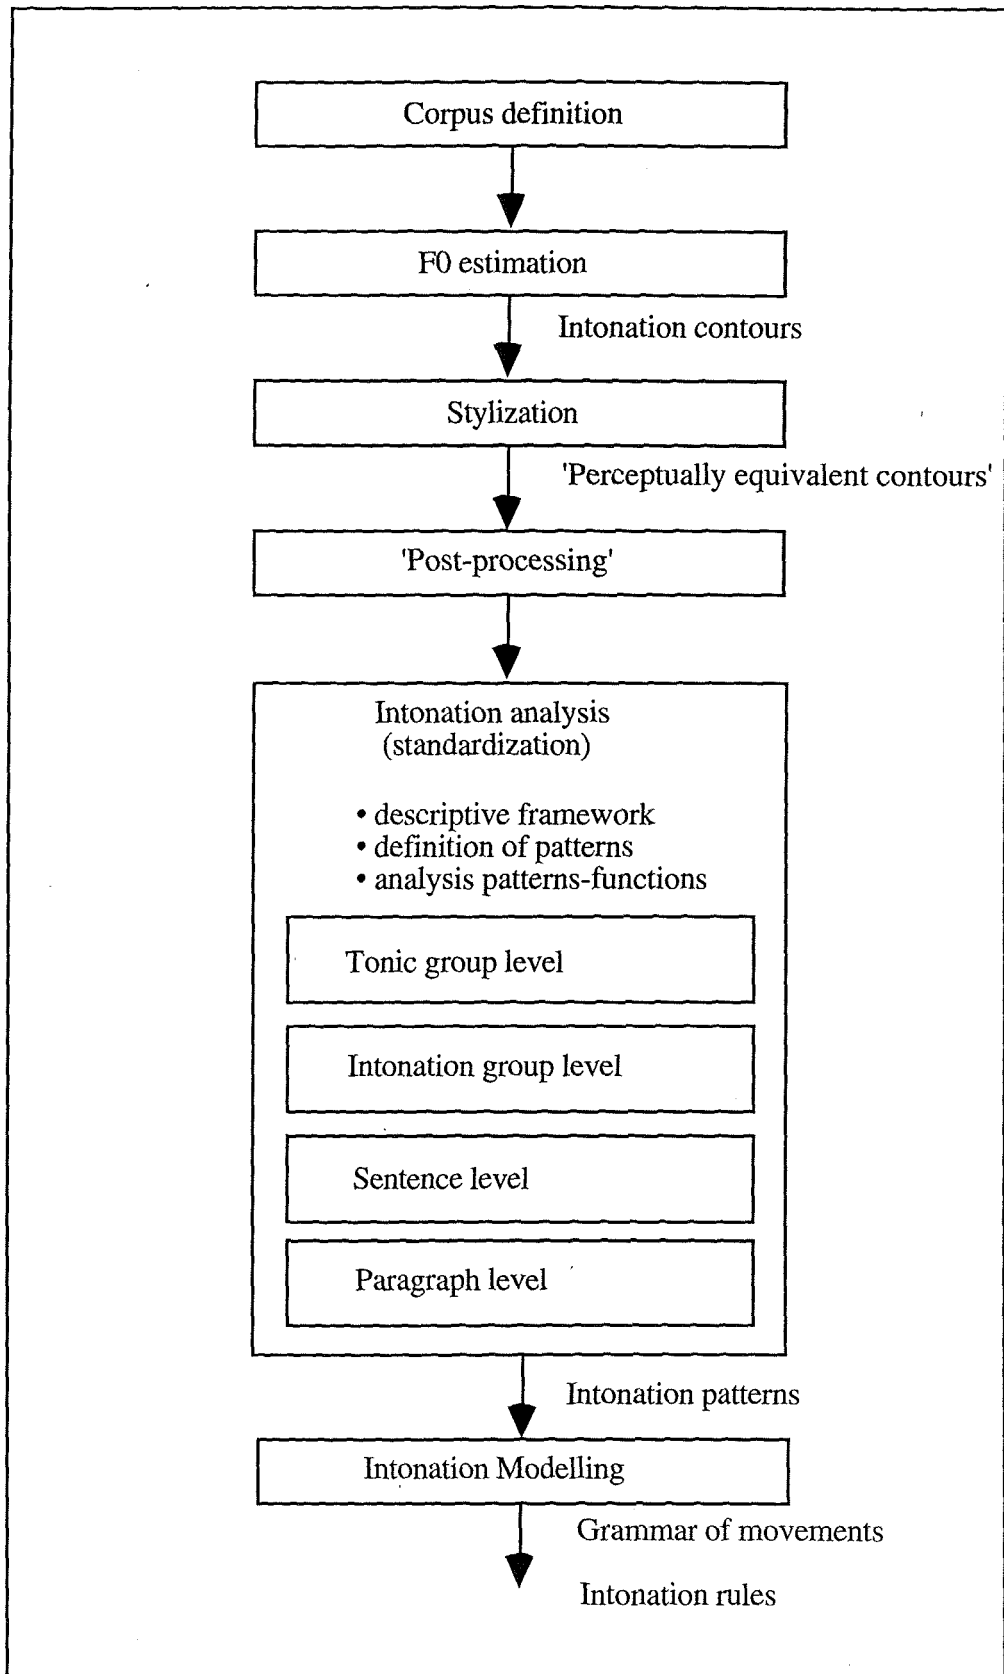 Corpus definition
F0 estimation
Intonation contours
Stylization
'Perceptually equivalent contours'
'Post-processing'
Intonation analysis
(standardization)
• descriptive framework
• definition of patterns
• analysis patterns-functions
Tonic group level
Intonation group level
Sentence level
Paragraph level
Intonation patterns
Intonation Modelling
Grammar of movements
Intonation rules